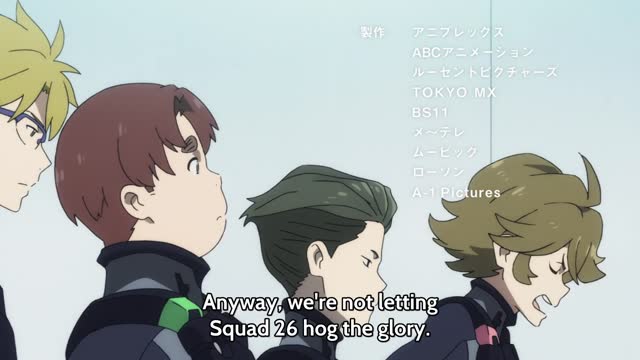 製作 アニプレックス
ABCアニメーション
ルーセントピクチャーズ
TOKYO MX
BS11
メ〜テレ
ムービック
ローソン
A-1 Pictures
Anyway, we're not letting
Squad 26 hog the glory.